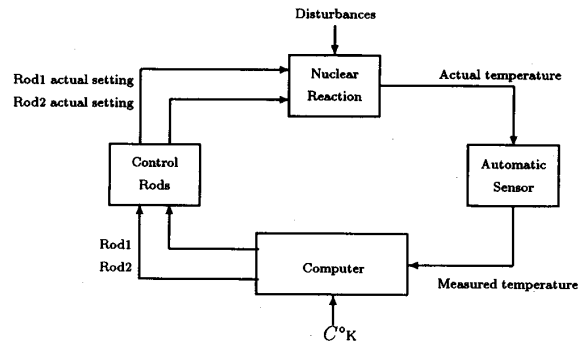 Disturbances
Nuclear
Reaction
Rod1 actual setting
Rod2 actual setting
Actual temperature
Control
Rods
Automatic
Sensor
Rod1
Rod2
Computer
Measured temperature
C°K